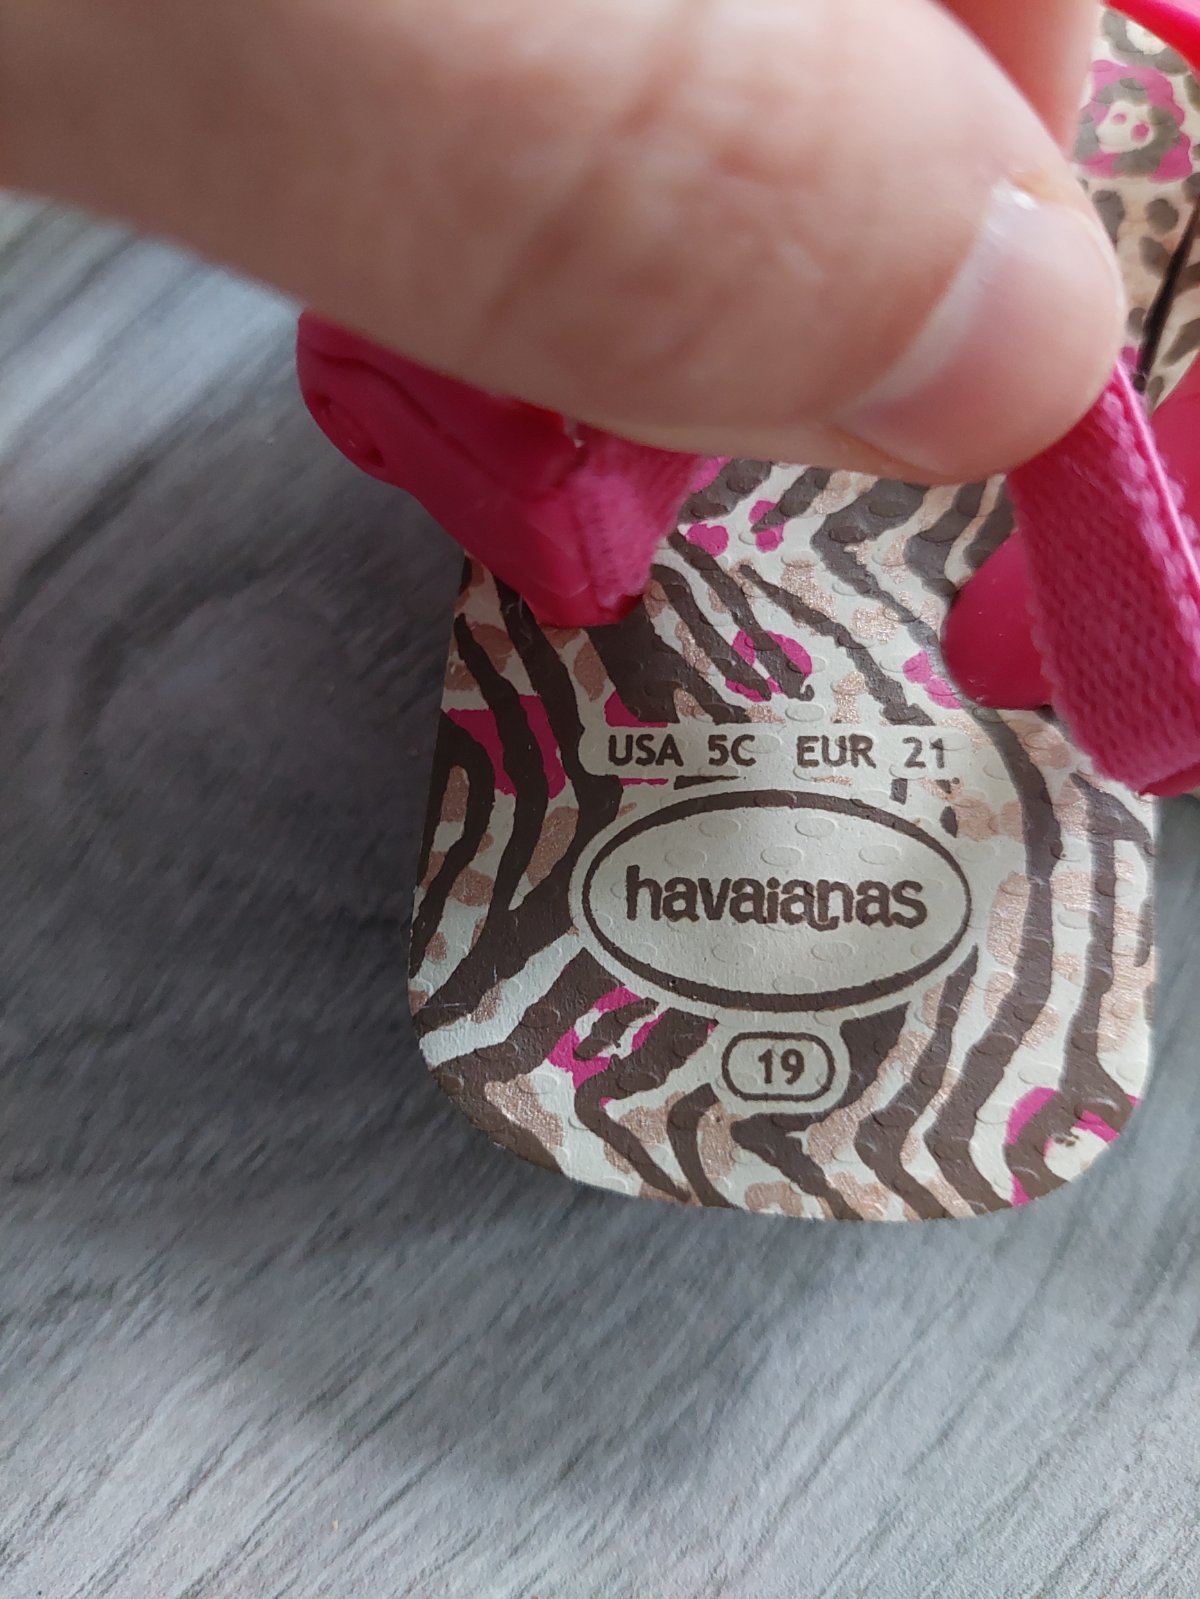 USA 5C EUR 21
havaianas
19